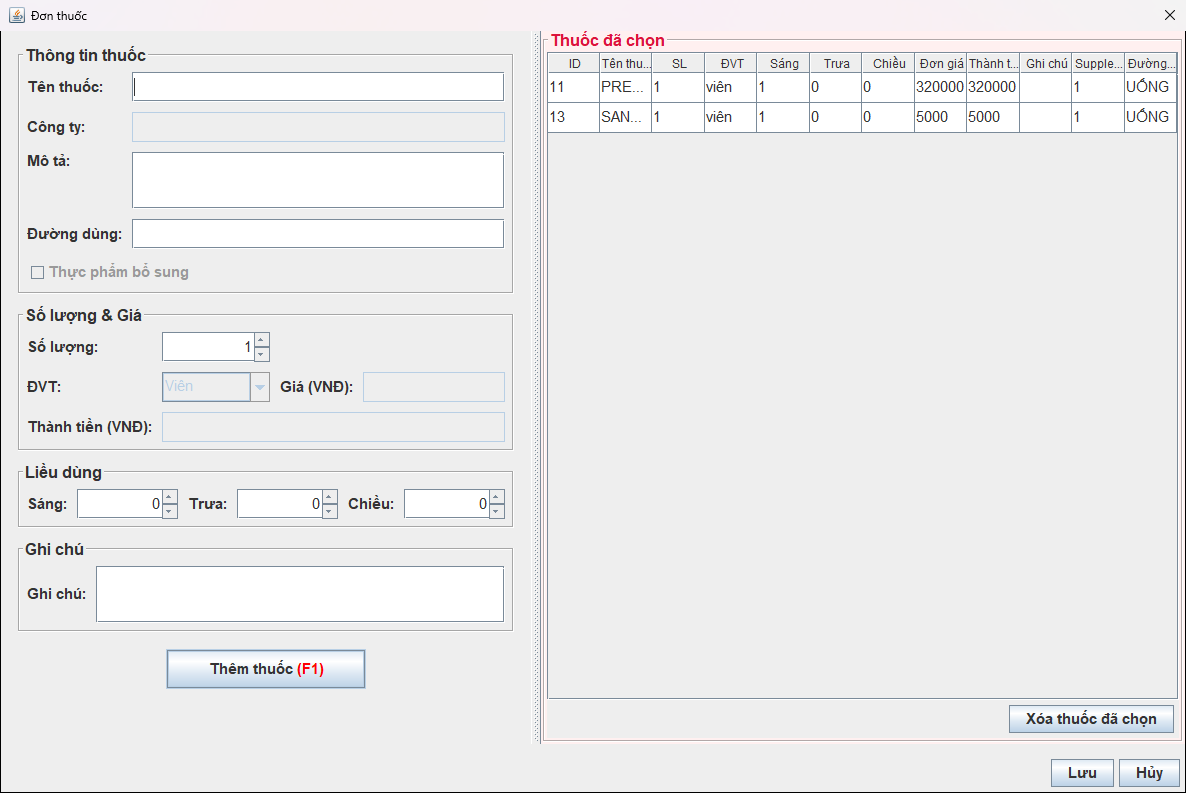 Đơn thuốc
Thông tin thuốc
Tên thuốc:
Công ty:
Mô tả:
Đường dùng:
Thực phẩm bổ sung
Số lượng & Giá
Số lượng: 1
ĐVT: Viên Giá (VNĐ):
Thành tiền (VNĐ):
Liều dùng
Sáng: 0 Trưa: 0 Chiều: 0
Ghi chú
Ghi chú:
Thêm thuốc (F1)
Thuốc đã chọn
ID Tên thu... SL ĐVT Sáng Trưa Chiều Đơn giá Thành t... Ghi chú Supple... Đường...
11 PRE... 1 viên 1 0 0 320000 320000 1 UỐNG
13 SAN... 1 viên 1 0 0 5000 5000 1 UỐNG
Xóa thuốc đã chọn
Lưu Hủy